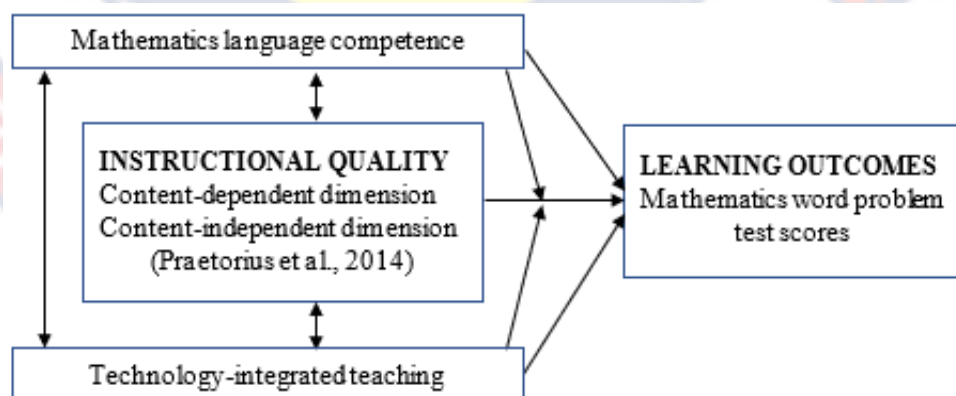 Mathematics language competence
INSTRUCTIONAL QUALITY
Content-dependent dimension
Content-independent dimension
(Praetorius et al., 2014)
LEARNING OUTCOMES
Mathematics word problem
test scores
Technology-integrated teaching